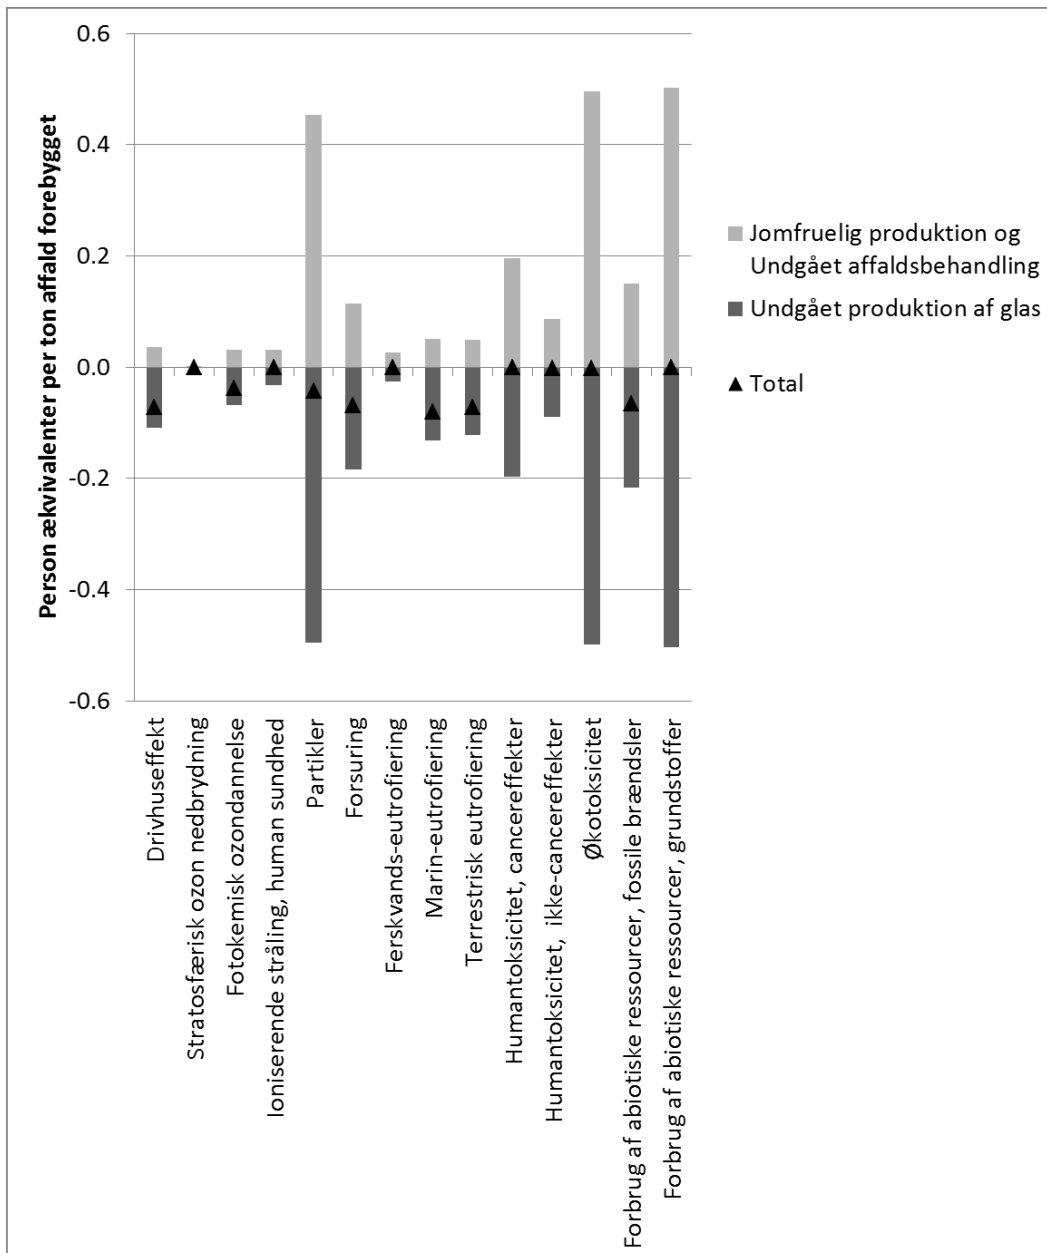 Person ækvivalenter per ton affald forebygget
0.6
0.4
0.2
0.0
-0.2
-0.4
-0.6
Drivhuseffekt
Stratosfærisk ozon nedbrydning
Fotokemisk ozondannelse
Ioniserende stråling, human sundhed
Partikler
Forsuring
Ferskvands-eutrofiering
Marin-eutrofiering
Terrestrisk eutrofiering
Humantoksicitet, cancereffekter
Humantoksicitet, ikke-cancereffekter
Økotoksicitet
Forbrug af abiotiske ressourcer, fossile brændsler
Forbrug af abiotiske ressourcer, grundstoffer
Jomfruelig produktion og
Undgået affaldsbehandling
Undgået produktion af glas
Total